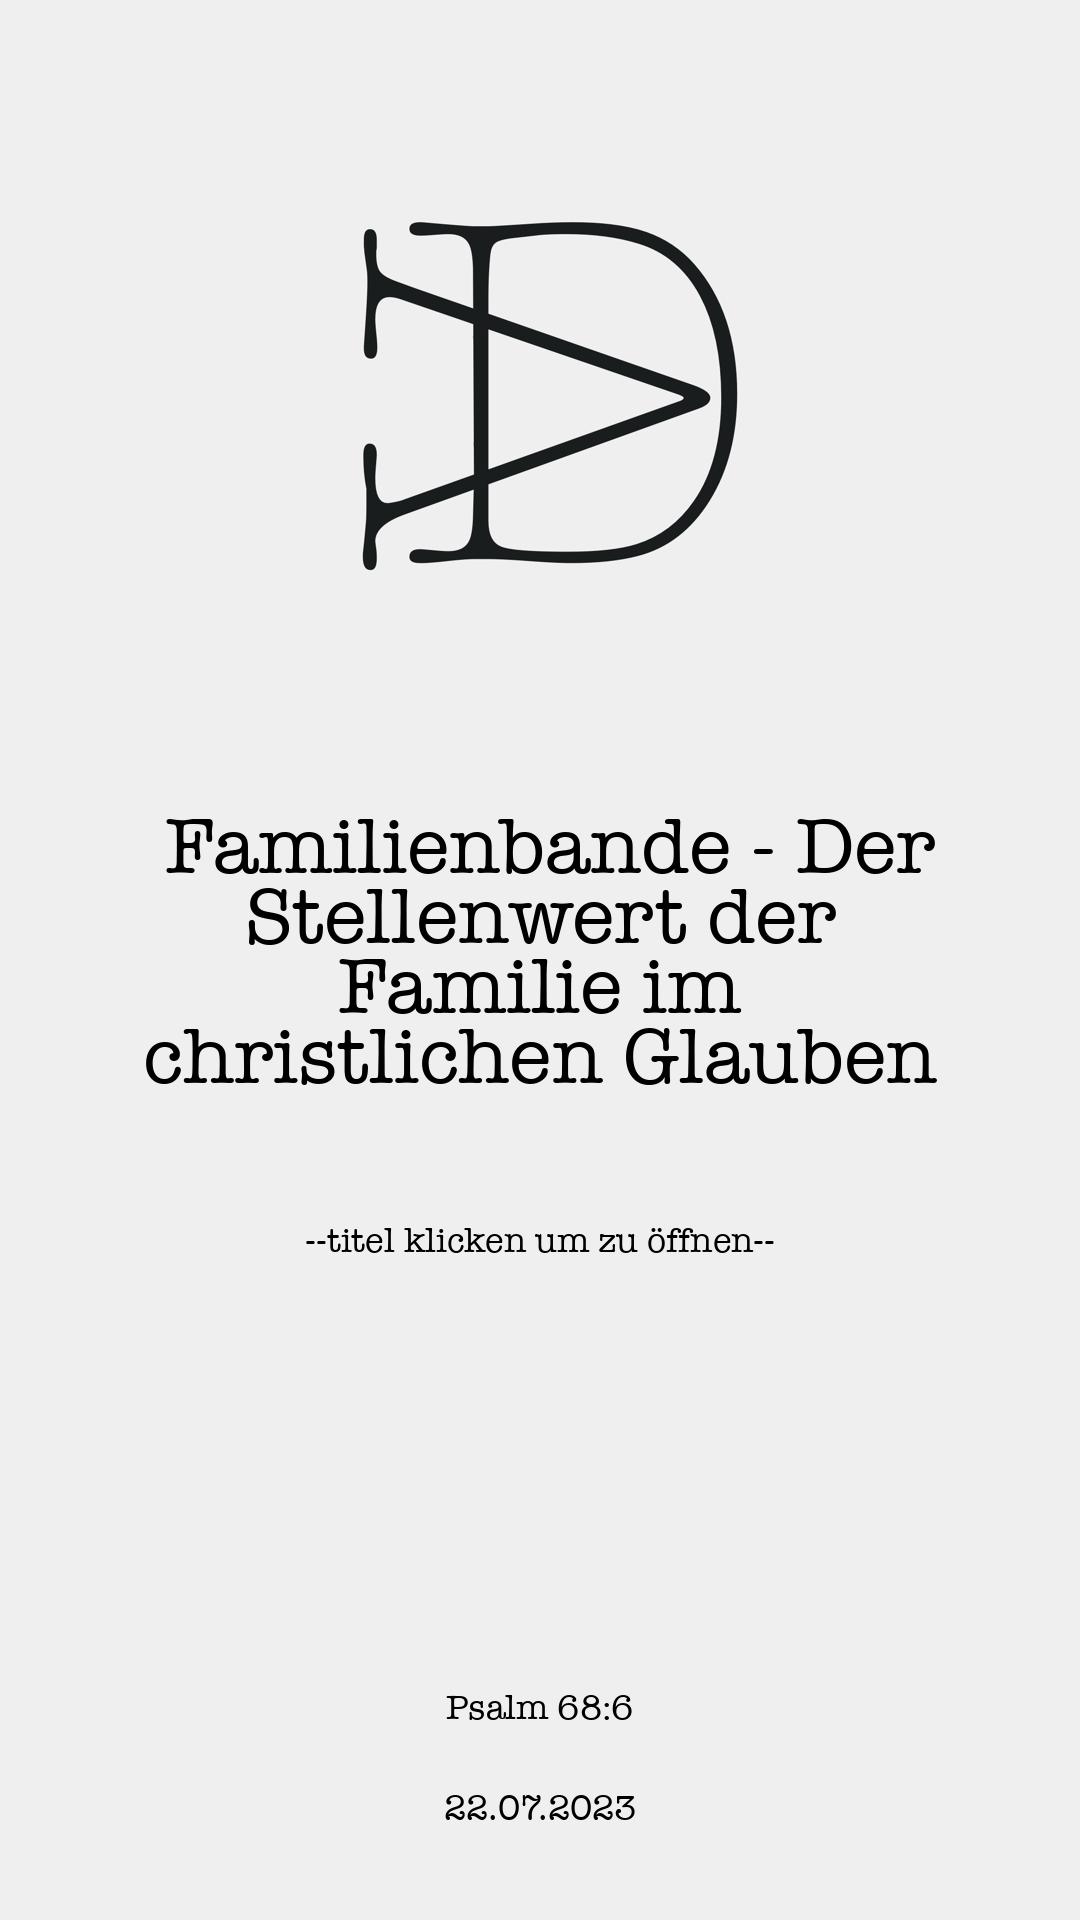 Familienbande - Der
Stellenwert der
Familie im
christlichen Glauben
--titel klicken um zu öffnen--
Psalm 68:6
22.07.2023